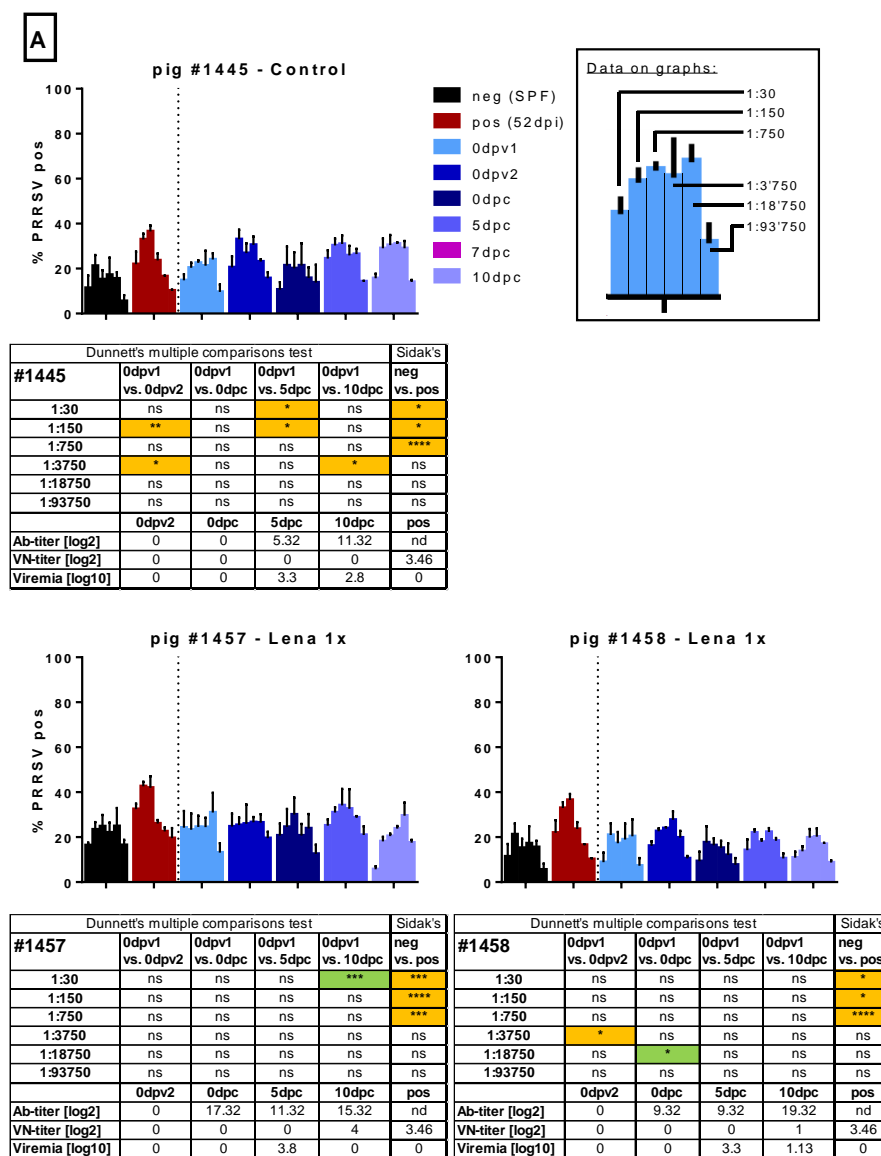 A
pig #1445 - Control
% PRRSV pos
100
80
60
40
20
0
neg (SPF)
pos (52dpi)
0dpv1
0dpv2
0dpc
5dpc
7dpc
10dpc
Data on graphs:
1:30
1:150
1:750
1:3'750
1:18'750
1:93'750
Dunnett's multiple comparisons test Sidak's
#1445 0dpv1 vs. 0dpv2 0dpv1 vs. 0dpc 0dpv1 vs. 5dpc 0dpv1 vs. 10dpc neg vs. pos
1:30 ns ns * ns *
1:150 ** ns * ns *
1:750 ns ns ns ns ****
1:3750 * ns ns * ns
1:18750 ns ns ns ns ns
1:93750 ns ns ns ns ns
0dpv2 0dpc 5dpc 10dpc pos
Ab-titer [log2] 0 0 5.32 11.32 nd
VN-titer [log2] 0 0 0 0 3.46
Viremia [log10] 0 0 3.3 2.8 0
pig #1457 - Lena 1x
% PRRSV pos
100
80
60
40
20
0
pig #1458 - Lena 1x
100
80
60
40
20
0
Dunnett's multiple comparisons test Sidak's
#1457 0dpv1 vs. 0dpv2 0dpv1 vs. 0dpc 0dpv1 vs. 5dpc 0dpv1 vs. 10dpc neg vs. pos
1:30 ns ns ns *** ***
1:150 ns ns ns ns ****
1:750 ns ns ns ns ***
1:3750 ns ns ns ns ns
1:18750 ns ns ns ns ns
1:93750 ns ns ns ns ns
0dpv2 0dpc 5dpc 10dpc pos
Ab-titer [log2] 0 17.32 11.32 15.32 nd
VN-titer [log2] 0 0 0 4 3.46
Viremia [log10] 0 0 3.8 0 0
Dunnett's multiple comparisons test Sidak's
#1458 0dpv1 vs. 0dpv2 0dpv1 vs. 0dpc 0dpv1 vs. 5dpc 0dpv1 vs. 10dpc neg vs. pos
1:30 ns ns ns ns *
1:150 ns ns ns ns *
1:750 ns ns ns ns ****
1:3750 * ns ns ns ns
1:18750 ns * ns ns ns
1:93750 ns ns ns ns ns
0dpv2 0dpc 5dpc 10dpc pos
Ab-titer [log2] 0 9.32 9.32 19.32 nd
VN-titer [log2] 0 0 0 1 3.46
Viremia [log10] 0 0 3.3 1.13 0